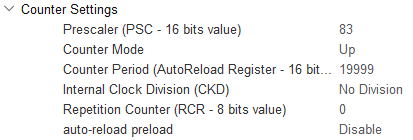 Counter Settings
Prescaler (PSC - 16 bits value) 83
Counter Mode Up
Counter Period (AutoReload Register - 16 bit... 19999
Internal Clock Division (CKD) No Division
Repetition Counter (RCR - 8 bits value) 0
auto-reload preload Disable